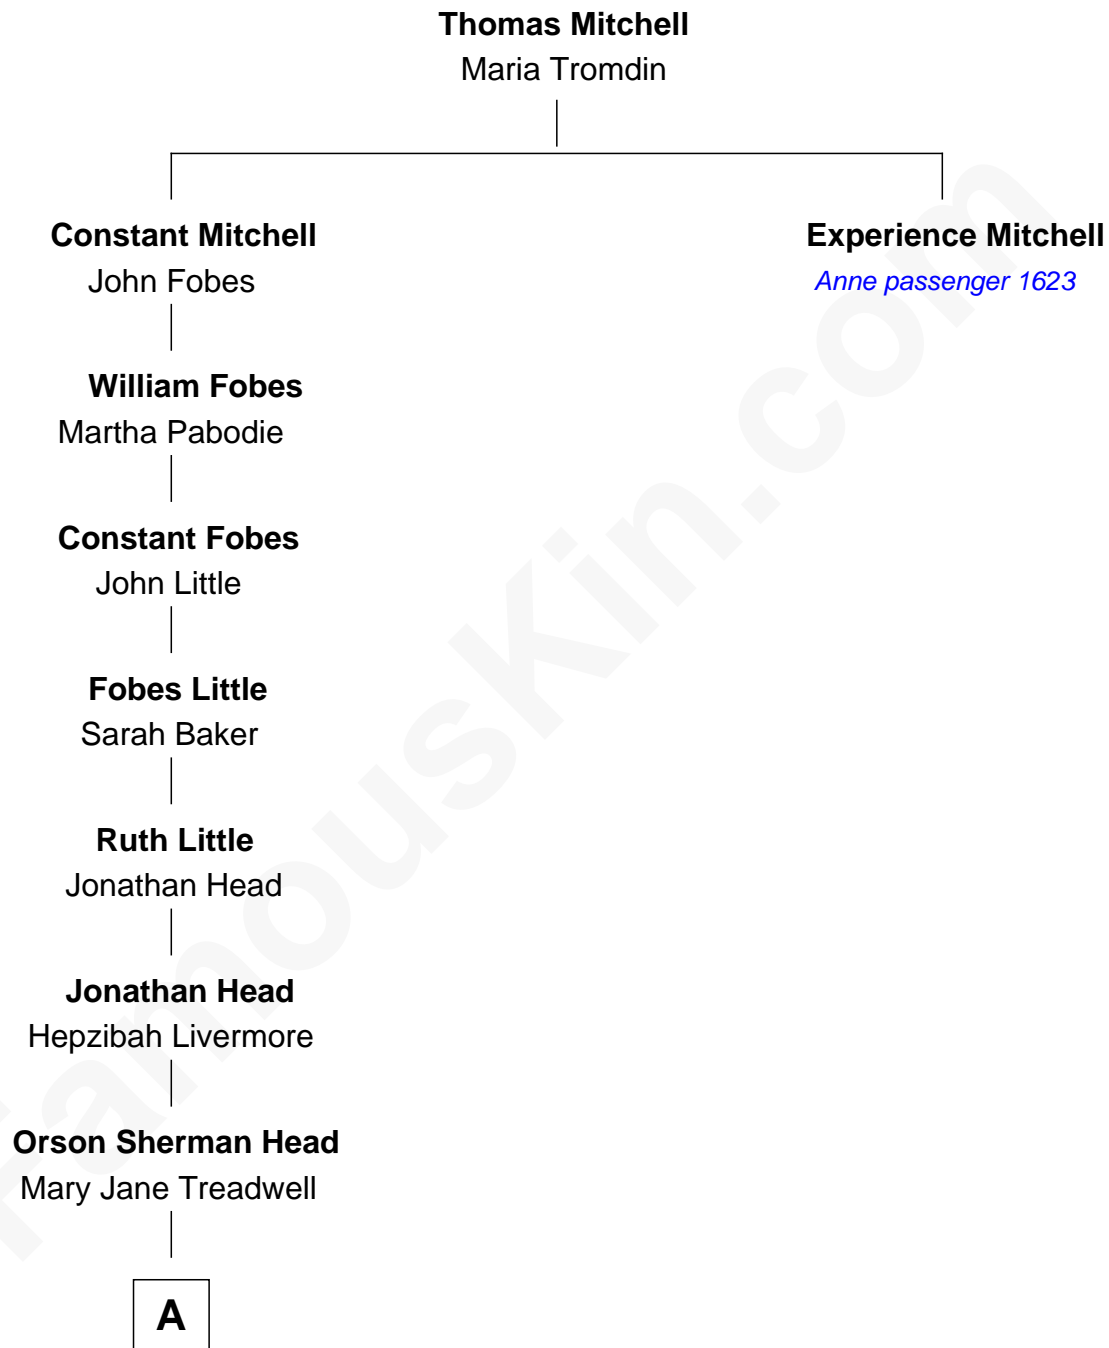 Thomas Mitchell
Maria Tromdin
Constant Mitchell
John Fobes
Experience Mitchell
Anne passenger 1623
William Fobes
Martha Pabodie
Constant Fobes
John Little
Fobes Little
Sarah Baker
Ruth Little
Jonathan Head
Jonathan Head
Hepzibah Livermore
Orson Sherman Head
Mary Jane Treadwell
A
FamousKin.com